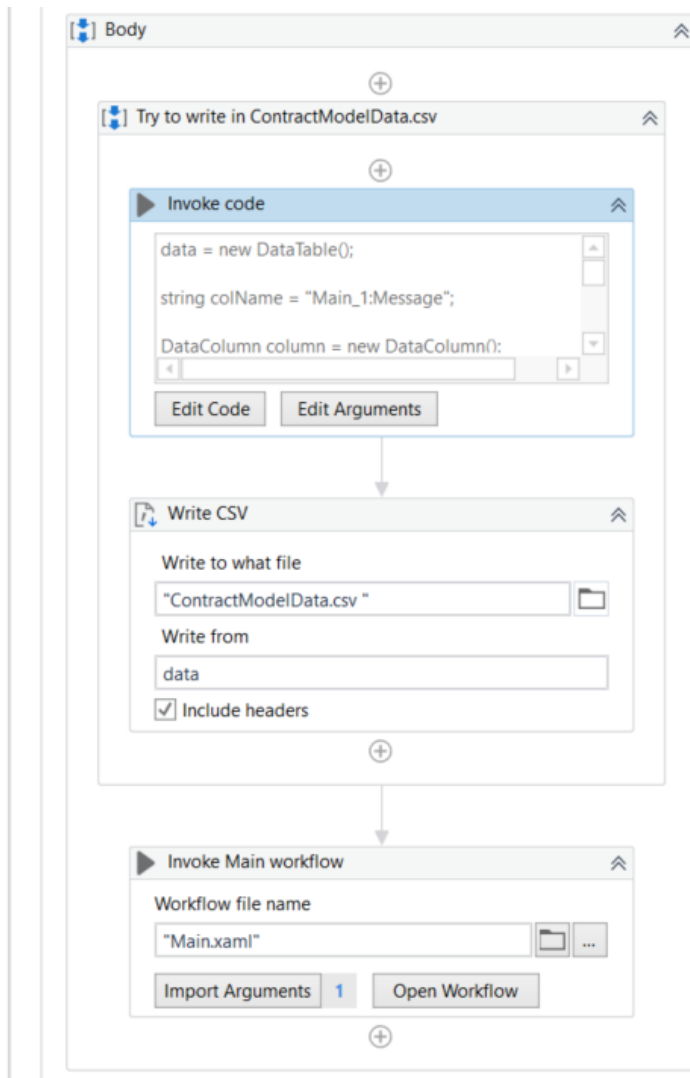 Body
Try to write in ContractModelData.csv
Invoke code
data = new DataTable();
string colName = "Main_1:Message";
DataColumn column = new DataColumn();
Edit Code
Edit Arguments
Write CSV
Write to what file
"ContractModelData.csv "
Write from
data
Include headers
Invoke Main workflow
Workflow file name
"Main.xaml"
...
Import Arguments 1
Open Workflow